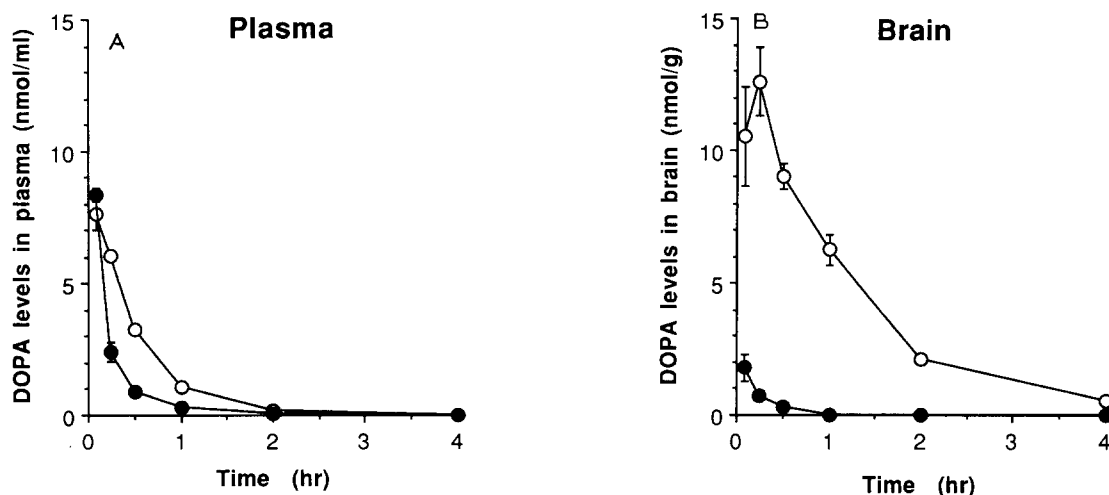 A
Plasma
DOPA levels in plasma (nmol/ml)
15
10
5
0
0 1 2 3 4
Time (hr)
B
Brain
DOPA levels in brain (nmol/g)
15
10
5
0
0 1 2 3 4
Time (hr)